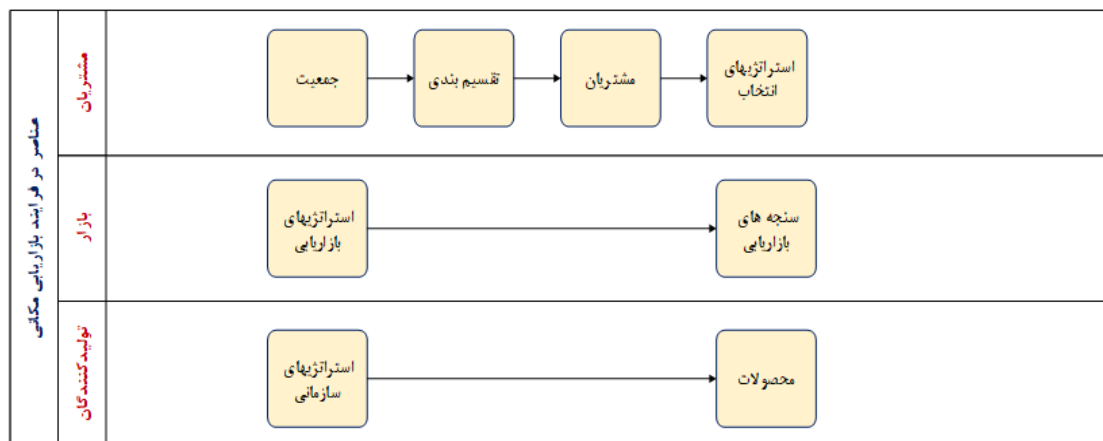 عناصر در فرایند بازاریابی مکانی
مشتریان
جمعیت
تقسیم بندی
مشتریان
استراتژیهای
انتخاب
بازار
استراتژیهای
بازاریابی
سنجه های
بازاریابی
تولیدکنندگان
استراتژیهای
سازمانی
محصولات